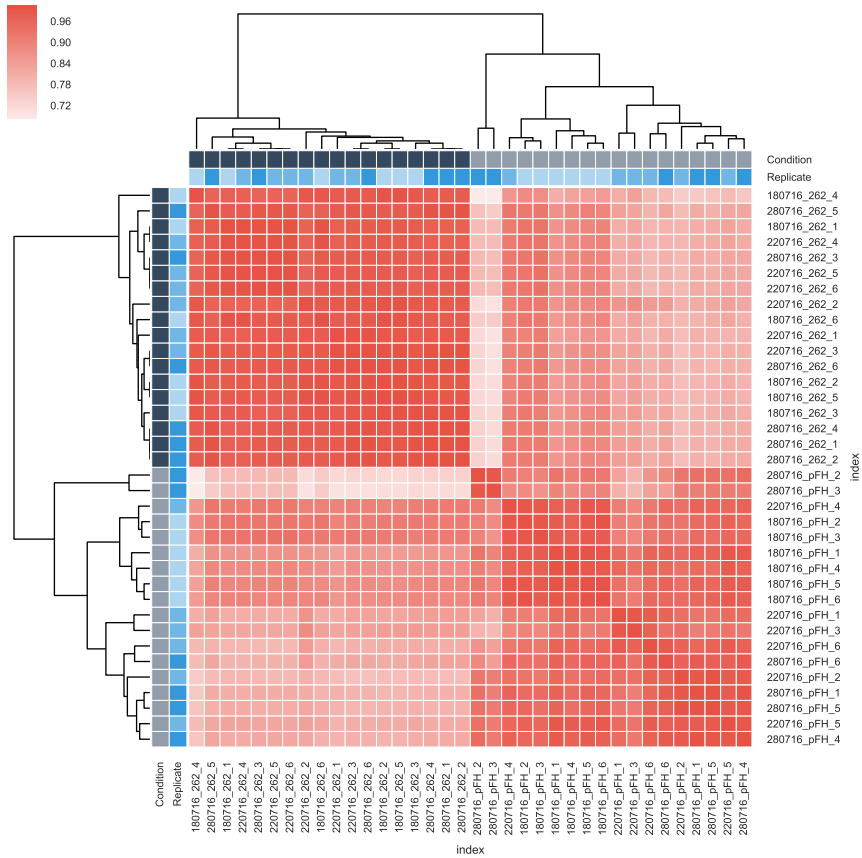 0.96
0.90
0.84
0.78
0.72
Condition
Replicate
180716_262_4
280716_262_5
180716_262_1
220716_262_4
280716_262_3
220716_262_5
220716_262_6
220716_262_2
180716_262_6
220716_262_1
220716_262_3
280716_262_6
180716_262_2
180716_262_5
180716_262_3
280716_262_4
280716_262_1
280716_262_2
280716_pFH_2
280716_pFH_3
220716_pFH_4
180716_pFH_2
180716_pFH_3
180716_pFH_1
180716_pFH_4
180716_pFH_5
180716_pFH_6
220716_pFH_1
220716_pFH_3
220716_pFH_6
280716_pFH_6
220716_pFH_2
280716_pFH_1
280716_pFH_5
220716_pFH_5
280716_pFH_4
index
Condition
Replicate
180716_262_4
280716_262_5
180716_262_1
220716_262_4
280716_262_3
220716_262_5
220716_262_6
220716_262_2
180716_262_6
220716_262_1
220716_262_3
280716_262_6
180716_262_2
180716_262_5
180716_262_3
280716_262_4
280716_262_1
280716_262_2
280716_pFH_2
280716_pFH_3
220716_pFH_4
180716_pFH_2
180716_pFH_3
180716_pFH_1
180716_pFH_4
180716_pFH_5
180716_pFH_6
220716_pFH_1
220716_pFH_3
220716_pFH_6
280716_pFH_6
220716_pFH_2
280716_pFH_1
280716_pFH_5
220716_pFH_5
280716_pFH_4
index